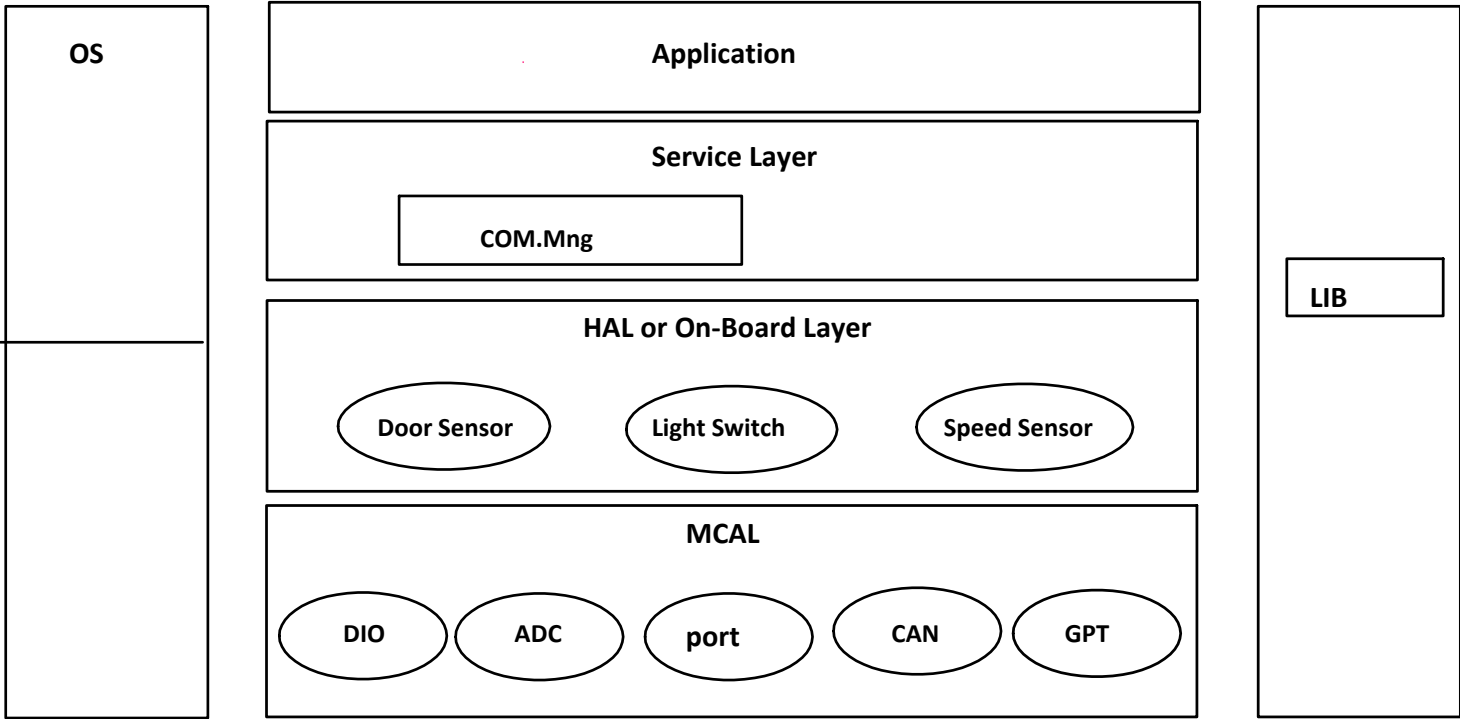 OS
Application
Service Layer
COM.Mng
LIB
HAL or On-Board Layer
Door Sensor
Light Switch
Speed Sensor
MCAL
DIO
ADC
port
CAN
GPT